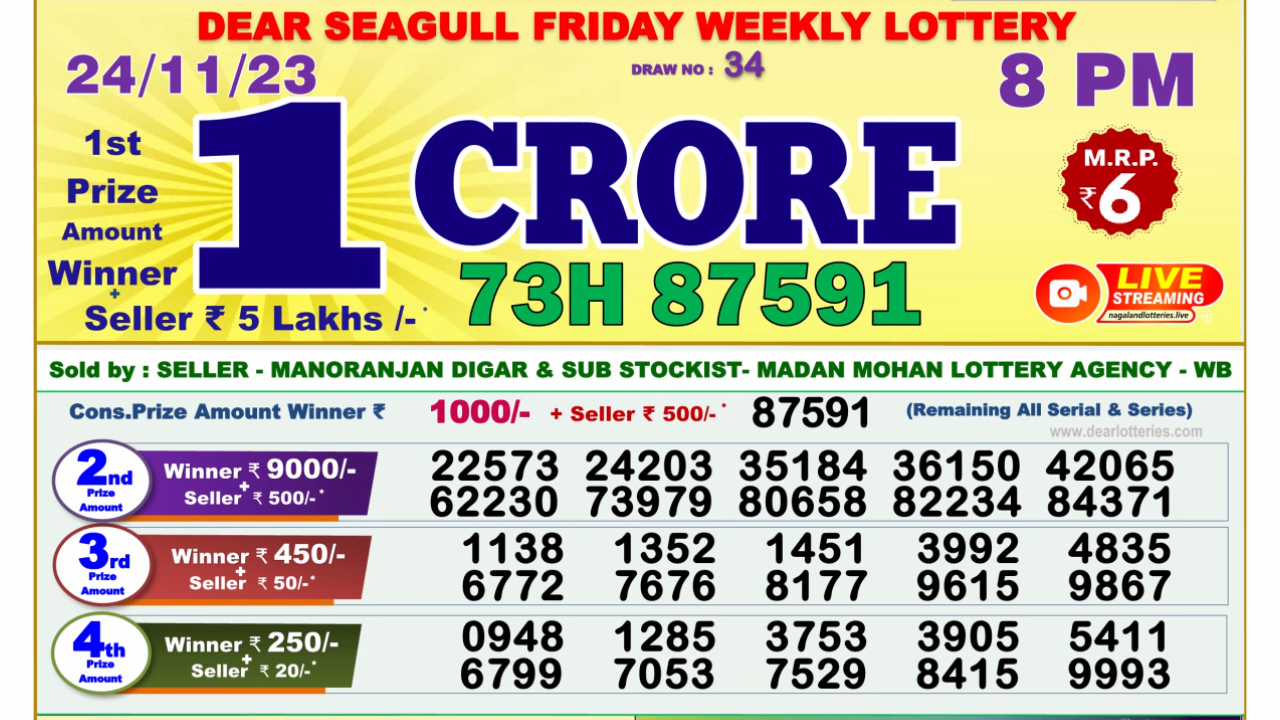 DEAR SEAGULL FRIDAY WEEKLY LOTTERY
24/11/23
DRAW NO : 34
8 PM
1st
Prize
Amount
Winner
+
Seller ₹ 5 Lakhs /- *
1 CRORE
73H 87591
M.R.P.
₹ 6
LIVE
STREAMING
nagalandlotteries.live
Sold by : SELLER - MANORANJAN DIGAR & SUB STOCKIST- MADAN MOHAN LOTTERY AGENCY - WB
Cons.Prize Amount Winner ₹ 1000/- + Seller ₹ 500/- * 87591 (Remaining All Serial & Series)
www.dearlotteries.com
2nd
Prize
Amount
Winner ₹ 9000/-
+
Seller ₹ 500/- *
22573 24203 35184 36150 42065
62230 73979 80658 82234 84371
3rd
Prize
Amount
Winner ₹ 450/-
+
Seller ₹ 50/- *
1138 1352 1451 3992 4835
6772 7676 8177 9615 9867
4th
Prize
Amount
Winner ₹ 250/-
+
Seller ₹ 20/- *
0948 1285 3753 3905 5411
6799 7053 7529 8415 9993